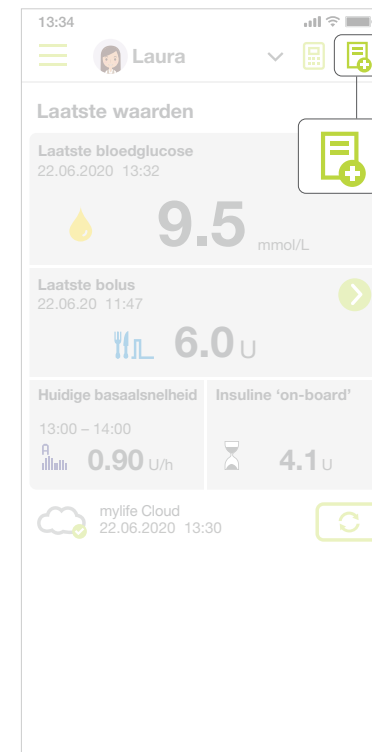 13:34
Laura
Laatste waarden
Laatste bloedglucose
22.06.2020 13:32
9.5 mmol/L
Laatste bolus
22.06.20 11:47
6.0 U
Huidige basaalsnelheid
13:00 – 14:00
A
0.90 U/h
Insuline 'on-board'
4.1 U
mylife Cloud
22.06.2020 13:30